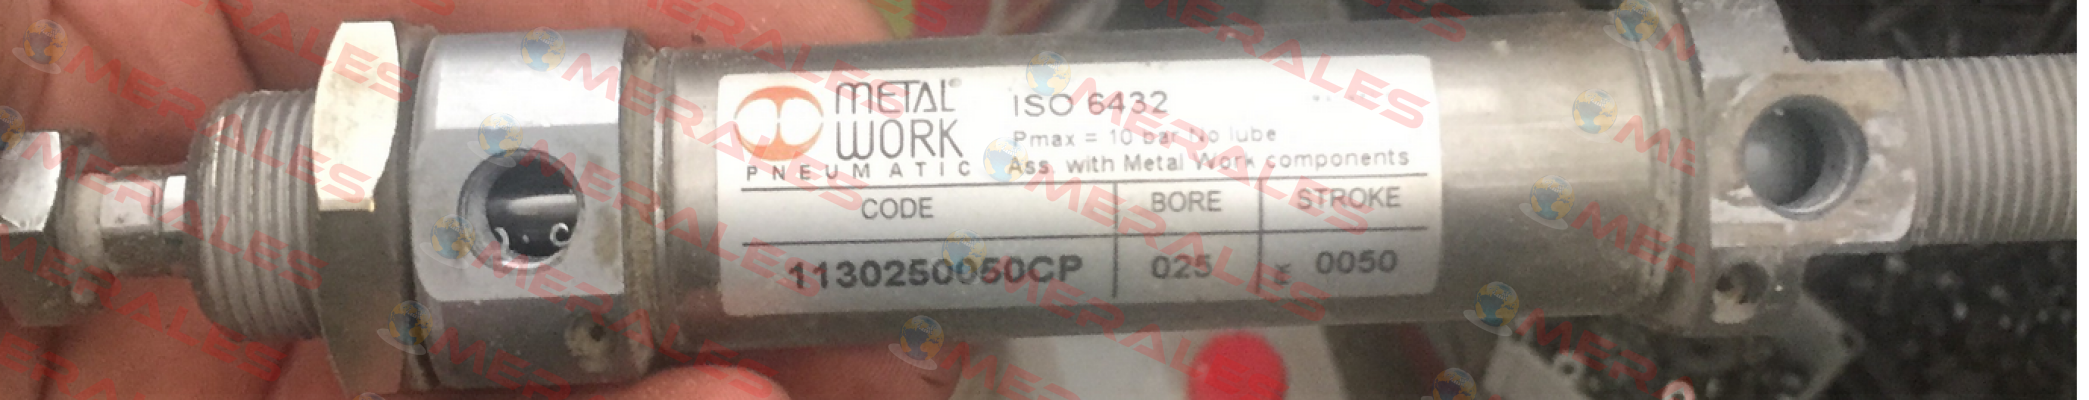 METAL®
WORK
PNEUMATIC
ISO 6432
Pmax = 10 bar No lube
Ass. with Metal Work components
CODE BORE STROKE
1130250050CP 025 0050
OMERALES